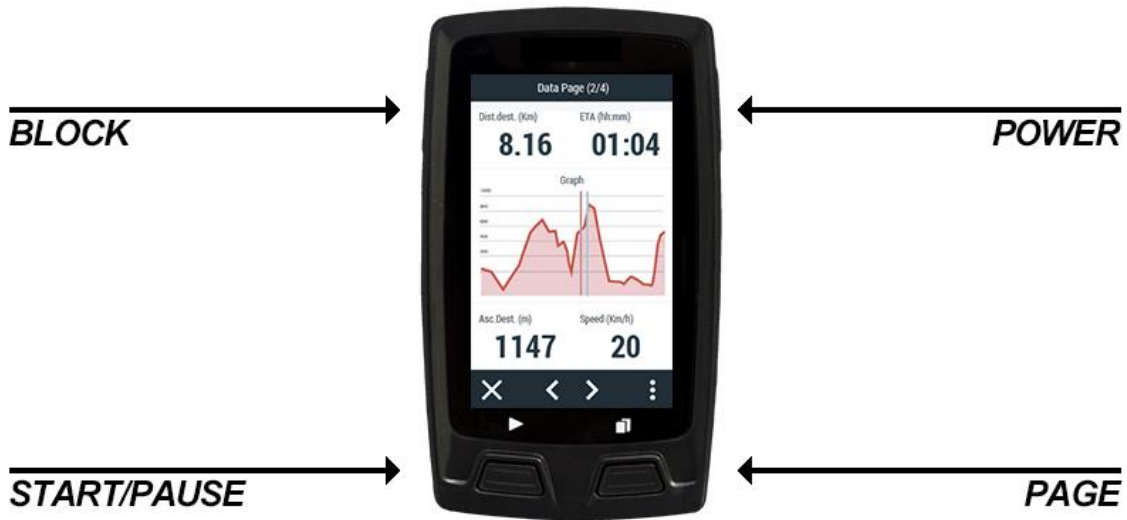 Data Page (2/4)
Dist.dest. (Km) ETA (hh:mm)
8.16 01:04
BLOCK
POWER
Graph
Asc.Dest. (m) Speed (Km/h)
1147 20
START/PAUSE
PAGE